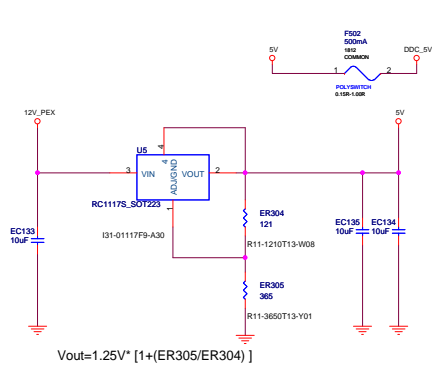 F502
500mA
1812
COMMON
5V
DDC_5V
1
2
POLYSWITCH
0.15R-1.00R
12V_PEX
5V
U5
4
4
3
VIN
ADJ/GND
VOUT
2
RC1117S_SOT223
1
EC133
10uF
I31-01117F9-A30
ER304
121
R11-1210T13-W08
EC135
10uF
EC134
10uF
ER305
365
R11-3650T13-Y01
Vout=1.25V* [1+(ER305/ER304) ]